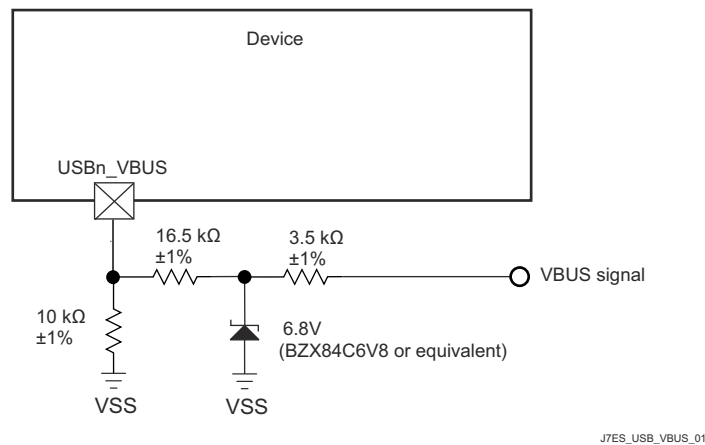 Device
USBn_VBUS
16.5 kΩ
±1%
3.5 kΩ
±1%
VBUS signal
10 kΩ
±1%
6.8V
(BZX84C6V8 or equivalent)
VSS
VSS
J7ES_USB_VBUS_01